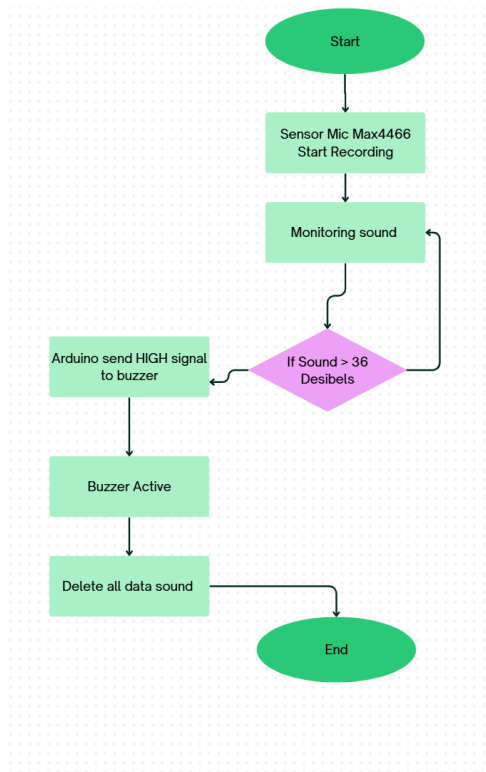 Start
Sensor Mic Max4466
Start Recording
Monitoring sound
If Sound > 36
Desibels
Arduino send HIGH signal
to buzzer
Buzzer Active
Delete all data sound
End